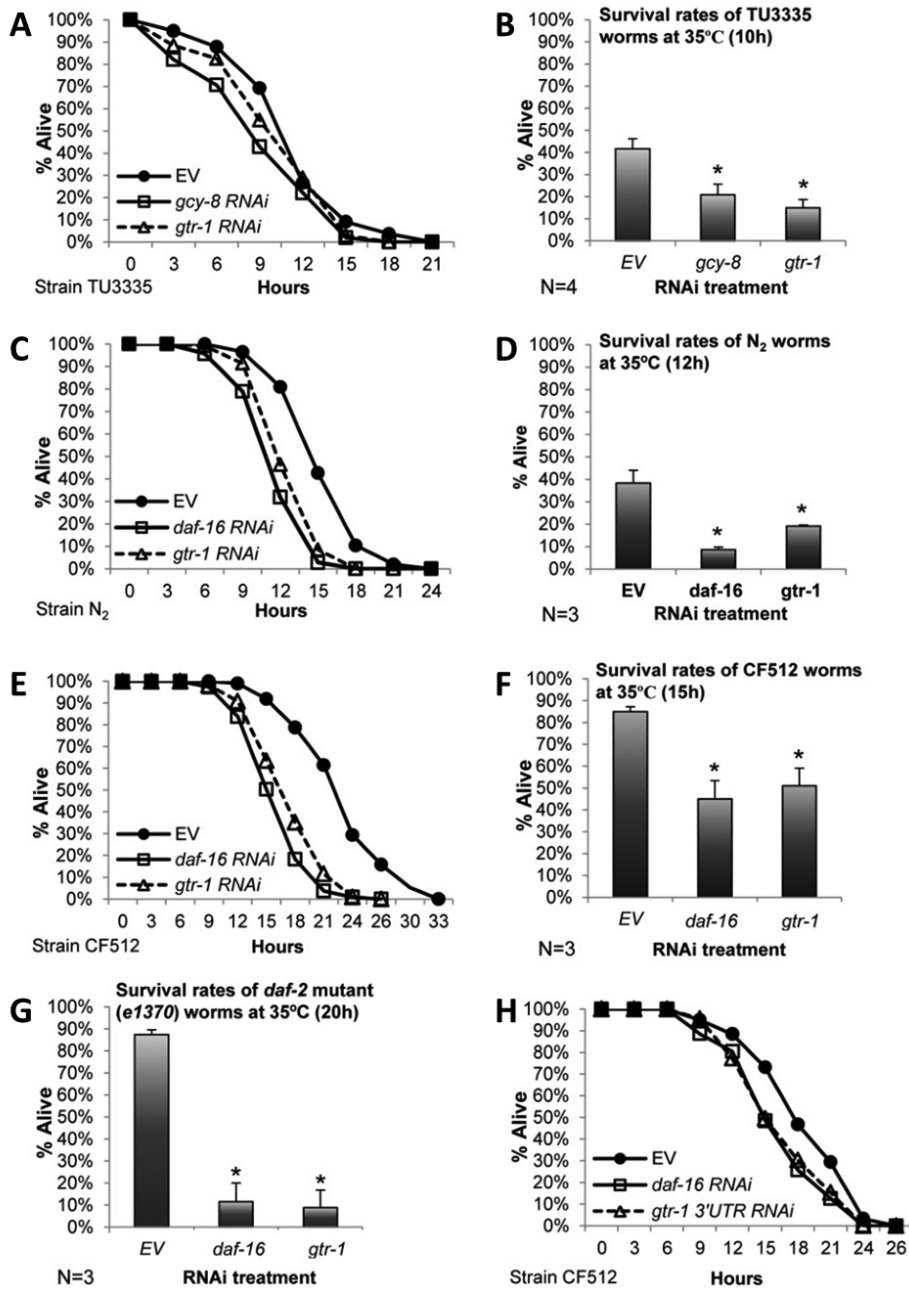 A
% Alive
100%
90%
80%
70%
60%
50%
40%
30%
20%
10%
0%
EV
gcy-8 RNAi
gtr-1 RNAi
0 3 6 9 12 15 18 21
Strain TU3335
Hours
B
Survival rates of TU3335
worms at 35ºC (10h)
% Alive
100%
90%
80%
70%
60%
50%
40%
30%
20%
10%
0%
* *
EV gcy-8 gtr-1
N=4
RNAi treatment
C
% Alive
100%
90%
80%
70%
60%
50%
40%
30%
20%
10%
0%
EV
daf-16 RNAi
gtr-1 RNAi
0 3 6 9 12 15 18 21 24
Strain N2
Hours
D
Survival rates of N2 worms
at 35ºC (12h)
% Alive
100%
90%
80%
70%
60%
50%
40%
30%
20%
10%
0%
* *
EV daf-16 gtr-1
N=3
RNAi treatment
E
% Alive
100%
90%
80%
70%
60%
50%
40%
30%
20%
10%
0%
EV
daf-16 RNAi
gtr-1 RNAi
0 3 6 9 12 15 18 21 24 26 30 33
Strain CF512
Hours
F
Survival rates of CF512 worms
at 35ºC (15h)
% Alive
100%
90%
80%
70%
60%
50%
40%
30%
20%
10%
0%
* *
EV daf-16 gtr-1
N=3
RNAi treatment
G
Survival rates of daf-2 mutant
(e1370) worms at 35ºC (20h)
% Alive
100%
90%
80%
70%
60%
50%
40%
30%
20%
10%
0%
* *
EV daf-16 gtr-1
N=3
RNAi treatment
H
% Alive
100%
90%
80%
70%
60%
50%
40%
30%
20%
10%
0%
EV
daf-16 RNAi
gtr-1 3'UTR RNAi
0 3 6 9 12 15 18 21 24 26
Strain CF512
Hours